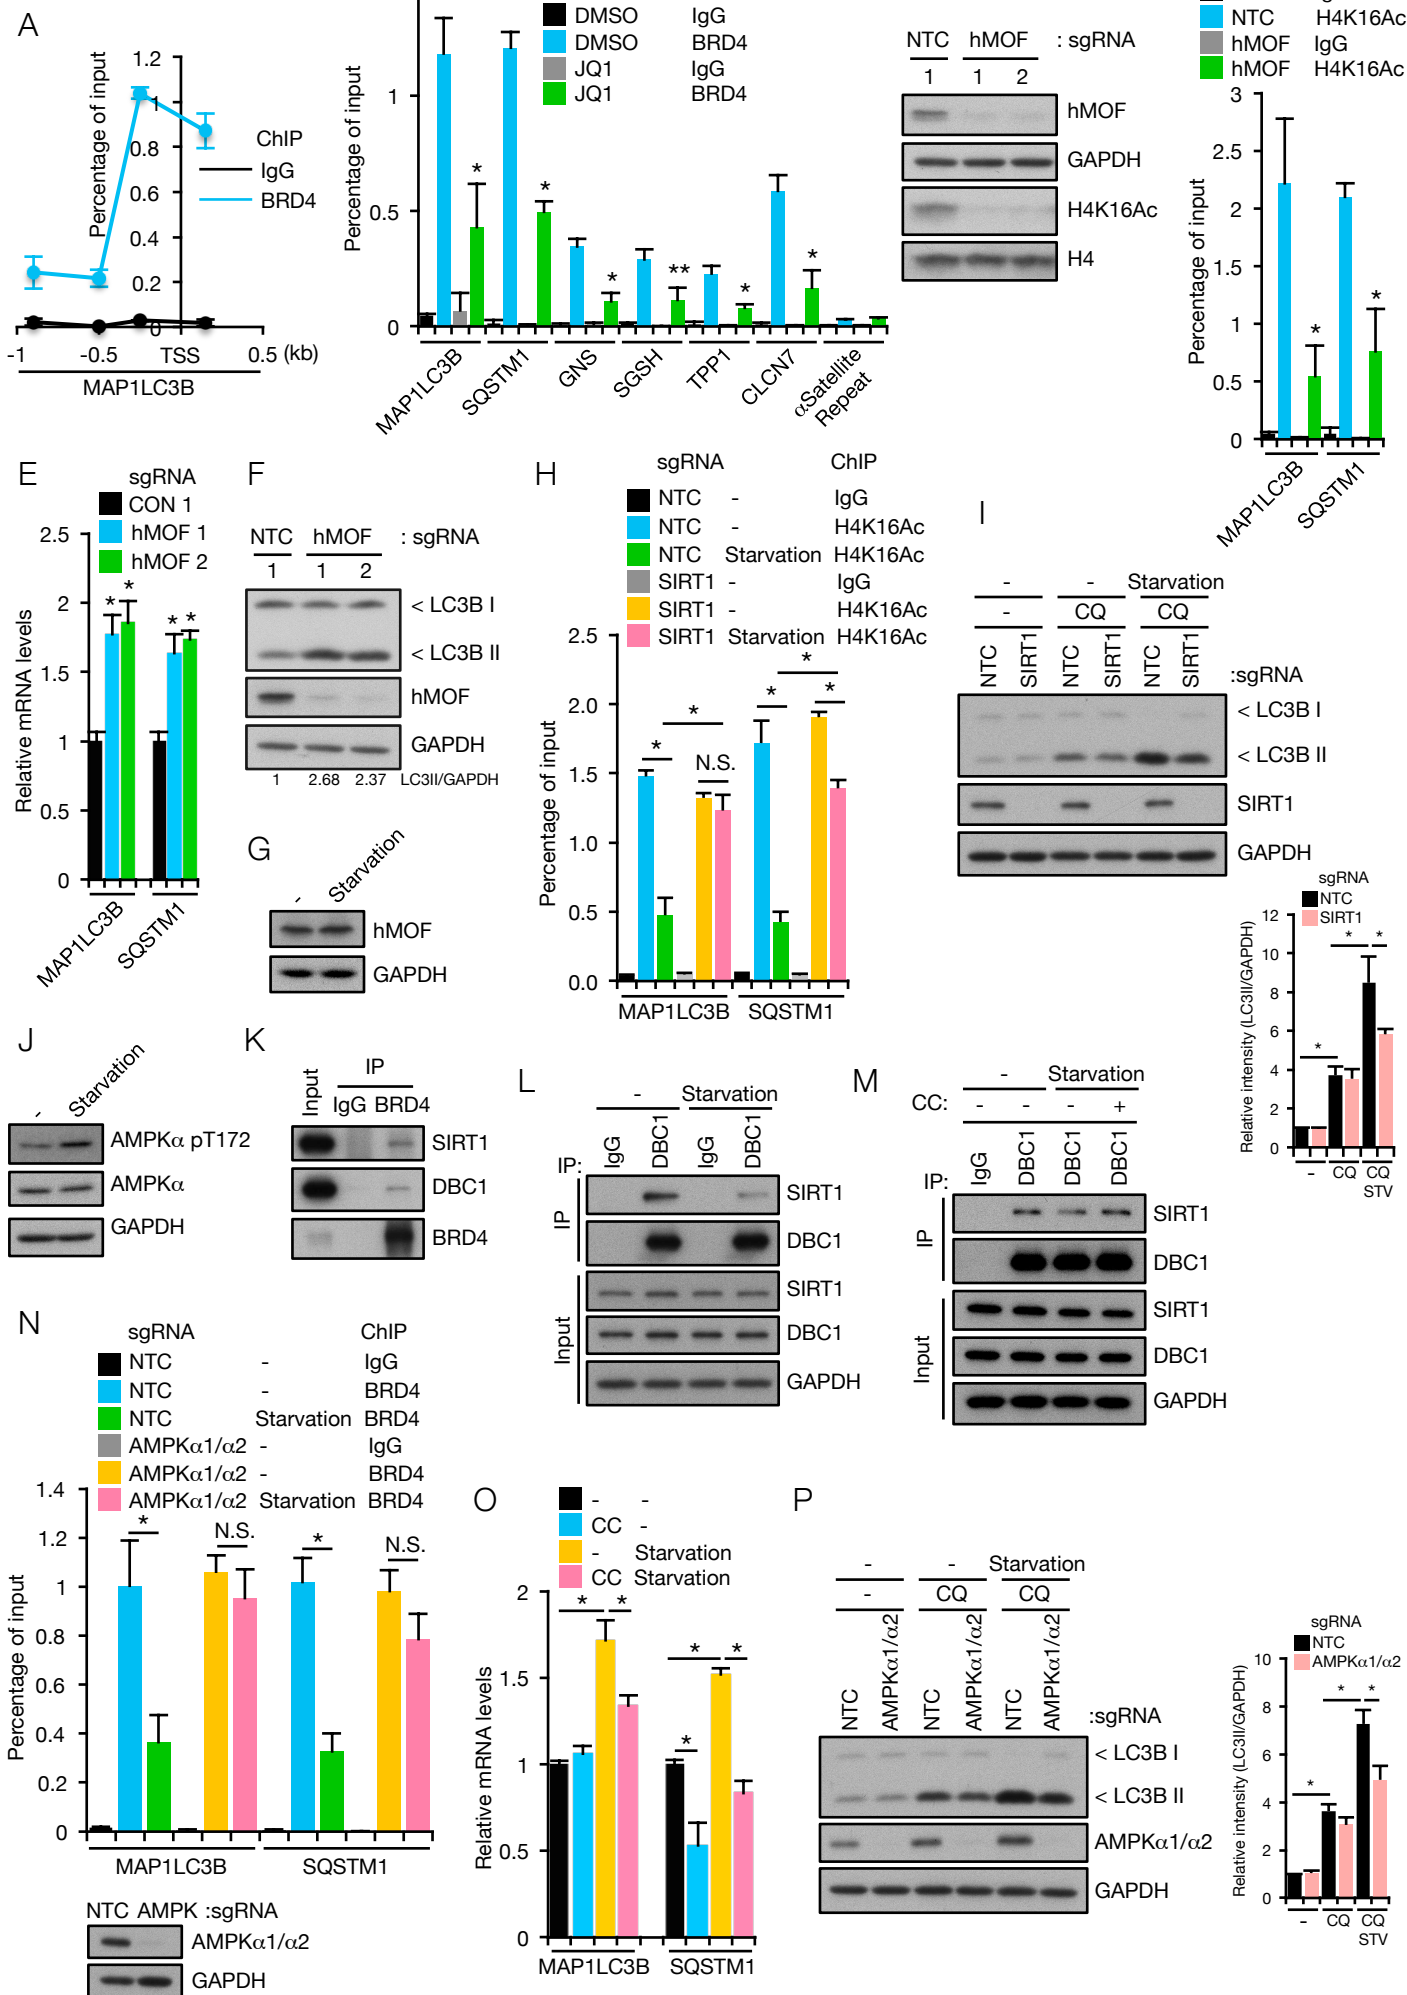 A
1.2
1
0.8
0.6
0.4
0.2
0
Percentage of input
ChIP
IgG
BRD4
-1
-0.5
TSS
0.5 (kb)
MAP1LC3B
DMSO IgG
DMSO BRD4
JQ1 IgG
JQ1 BRD4
Percentage of input
1
0.5
0
* * * ** * *
MAP1LC3B
SQSTM1
GNS
SGSH
TPP1
CLCN7
αSatellite
Repeat
NTC hMOF : sgRNA
1 1 2
hMOF
GAPDH
H4K16Ac
H4
NTC H4K16Ac
hMOF IgG
hMOF H4K16Ac
Percentage of input
3
2.5
2
1.5
1
0.5
0
* *
MAP1LC3B
SQSTM1
E
sgRNA
CON 1
hMOF 1
hMOF 2
Relative mRNA levels
2.5
2
1.5
1
0.5
0
* * * *
MAP1LC3B
SQSTM1
F
NTC hMOF : sgRNA
1 1 2
< LC3B I
< LC3B II
hMOF
GAPDH
1 2.68 2.37 LC3II/GAPDH
G
- Starvation
hMOF
GAPDH
H
sgRNA ChIP
NTC - IgG
NTC - H4K16Ac
NTC Starvation H4K16Ac
SIRT1 - IgG
SIRT1 - H4K16Ac
SIRT1 Starvation H4K16Ac
Percentage of input
2.5
2.0
1.5
1.0
0.5
0.0
* * N.S. * * *
MAP1LC3B SQSTM1
I
- - Starvation
- CQ CQ
NTC SIRT1 NTC SIRT1 NTC SIRT1 :sgRNA
< LC3B I
< LC3B II
SIRT1
GAPDH
sgRNA
NTC
SIRT1
Relative intensity (LC3II/GAPDH)
12
10
8
6
4
2
0
* * *
- CQ CQ
STV
J
- Starvation
AMPKα pT172
AMPKα
GAPDH
K
Input IP
IgG BRD4
SIRT1
DBC1
BRD4
L
- Starvation
IP: IgG DBC1 IgG DBC1
IP
SIRT1
DBC1
Input
SIRT1
DBC1
GAPDH
M
- Starvation
CC: - - - +
IP: IgG DBC1 DBC1 DBC1
IP
SIRT1
DBC1
Input
SIRT1
DBC1
GAPDH
N
sgRNA ChIP
NTC - IgG
NTC - BRD4
NTC Starvation BRD4
AMPKα1/α2 - IgG
AMPKα1/α2 - BRD4
AMPKα1/α2 Starvation BRD4
Percentage of input
1.4
1.2
1
0.8
0.6
0.4
0.2
0
* N.S. * N.S.
MAP1LC3B SQSTM1
NTC AMPK :sgRNA
AMPKα1/α2
GAPDH
O
- -
CC -
- Starvation
CC Starvation
Relative mRNA levels
2
1.5
1
0.5
0
* * * * *
MAP1LC3B SQSTM1
P
- - Starvation
- CQ CQ
NTC AMPKα1/α2 NTC AMPKα1/α2 NTC AMPKα1/α2 :sgRNA
< LC3B I
< LC3B II
AMPKα1/α2
GAPDH
sgRNA
NTC
AMPKα1/α2
Relative intensity (LC3II/GAPDH)
10
8
6
4
2
0
* * *
- CQ CQ
STV